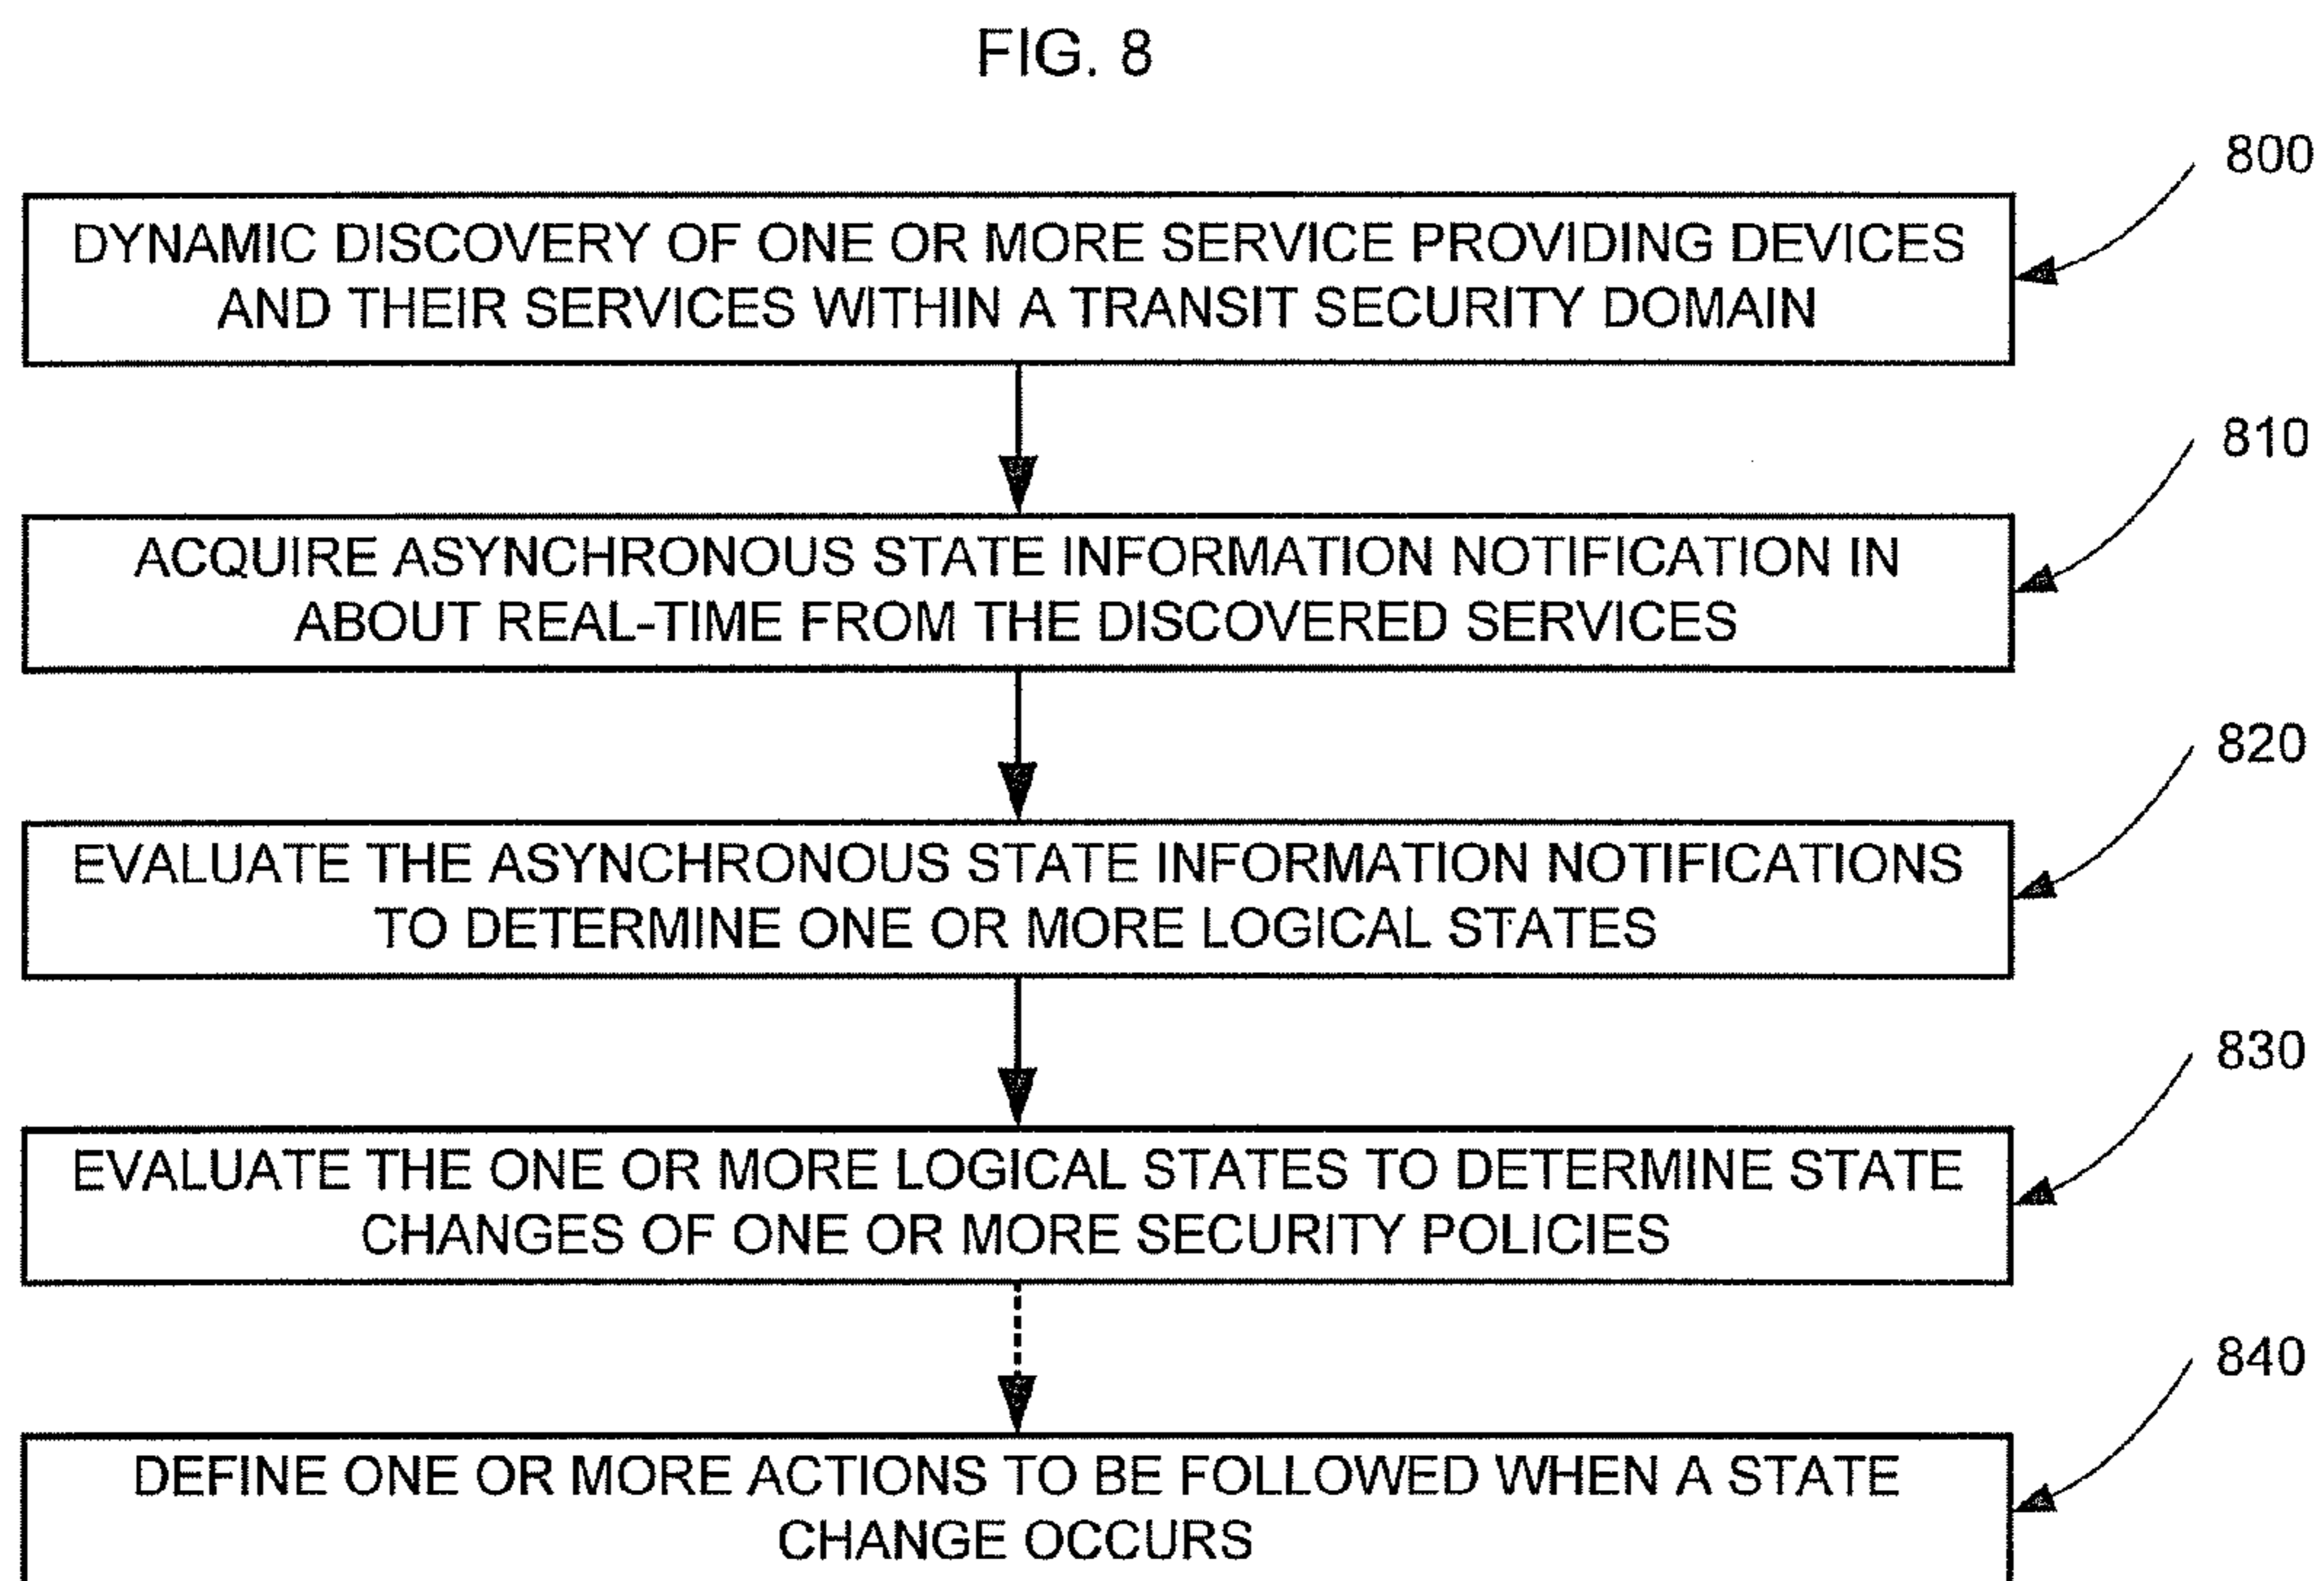 FIG. 8
800
DYNAMIC DISCOVERY OF ONE OR MORE SERVICE PROVIDING DEVICES
AND THEIR SERVICES WITHIN A TRANSIT SECURITY DOMAIN
810
ACQUIRE ASYNCHRONOUS STATE INFORMATION NOTIFICATION IN
ABOUT REAL-TIME FROM THE DISCOVERED SERVICES
820
EVALUATE THE ASYNCHRONOUS STATE INFORMATION NOTIFICATIONS
TO DETERMINE ONE OR MORE LOGICAL STATES
830
EVALUATE THE ONE OR MORE LOGICAL STATES TO DETERMINE STATE
CHANGES OF ONE OR MORE SECURITY POLICIES
840
DEFINE ONE OR MORE ACTIONS TO BE FOLLOWED WHEN A STATE
CHANGE OCCURS